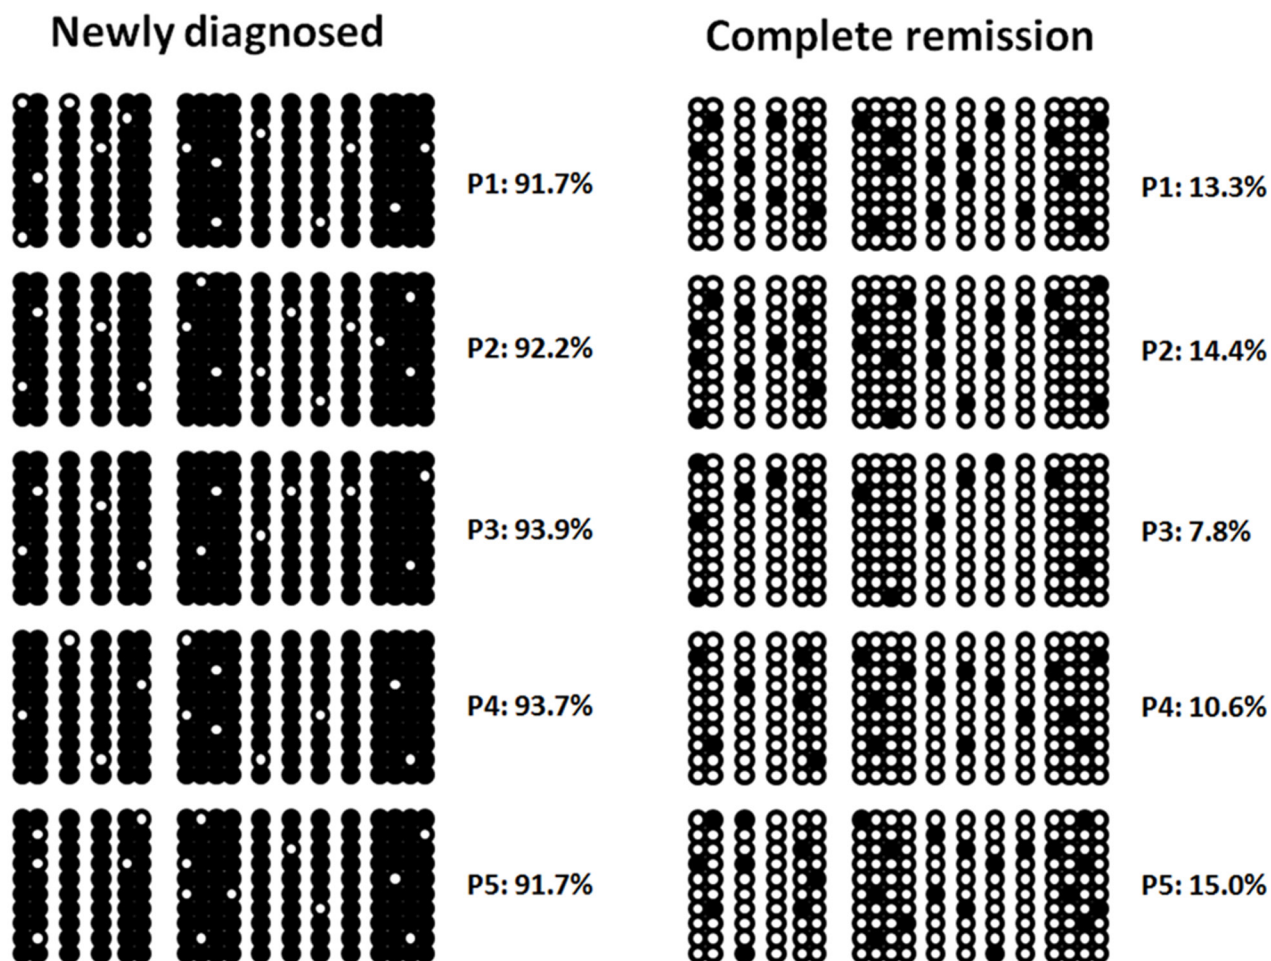 Newly diagnosed
P1: 91.7%
P2: 92.2%
P3: 93.9%
P4: 93.7%
P5: 91.7%
Complete remission
P1: 13.3%
P2: 14.4%
P3: 7.8%
P4: 10.6%
P5: 15.0%